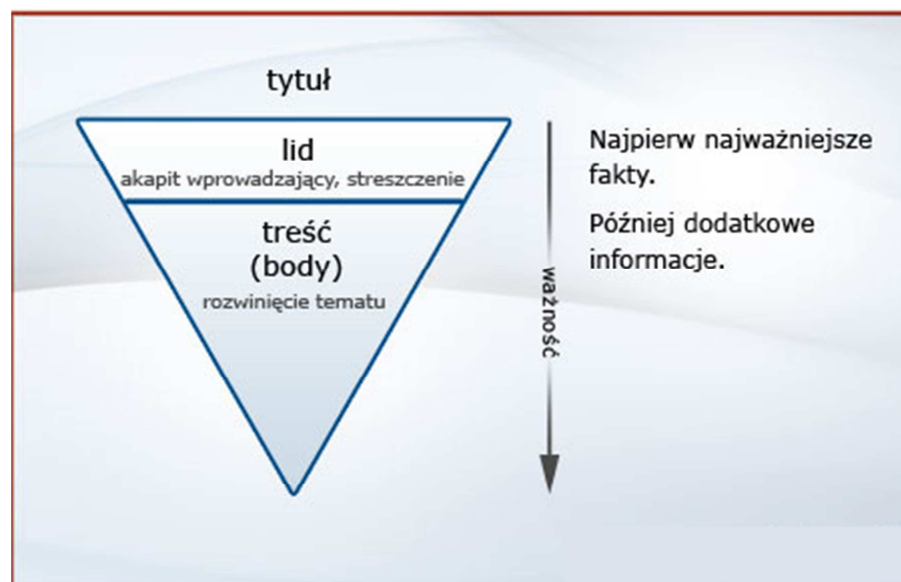 tytuł
lid
akapit wprowadzający, streszczenie
treść
(body)
rozwinięcie tematu
ważność
Najpierw najważniejsze
fakty.
Później dodatkowe
informacje.